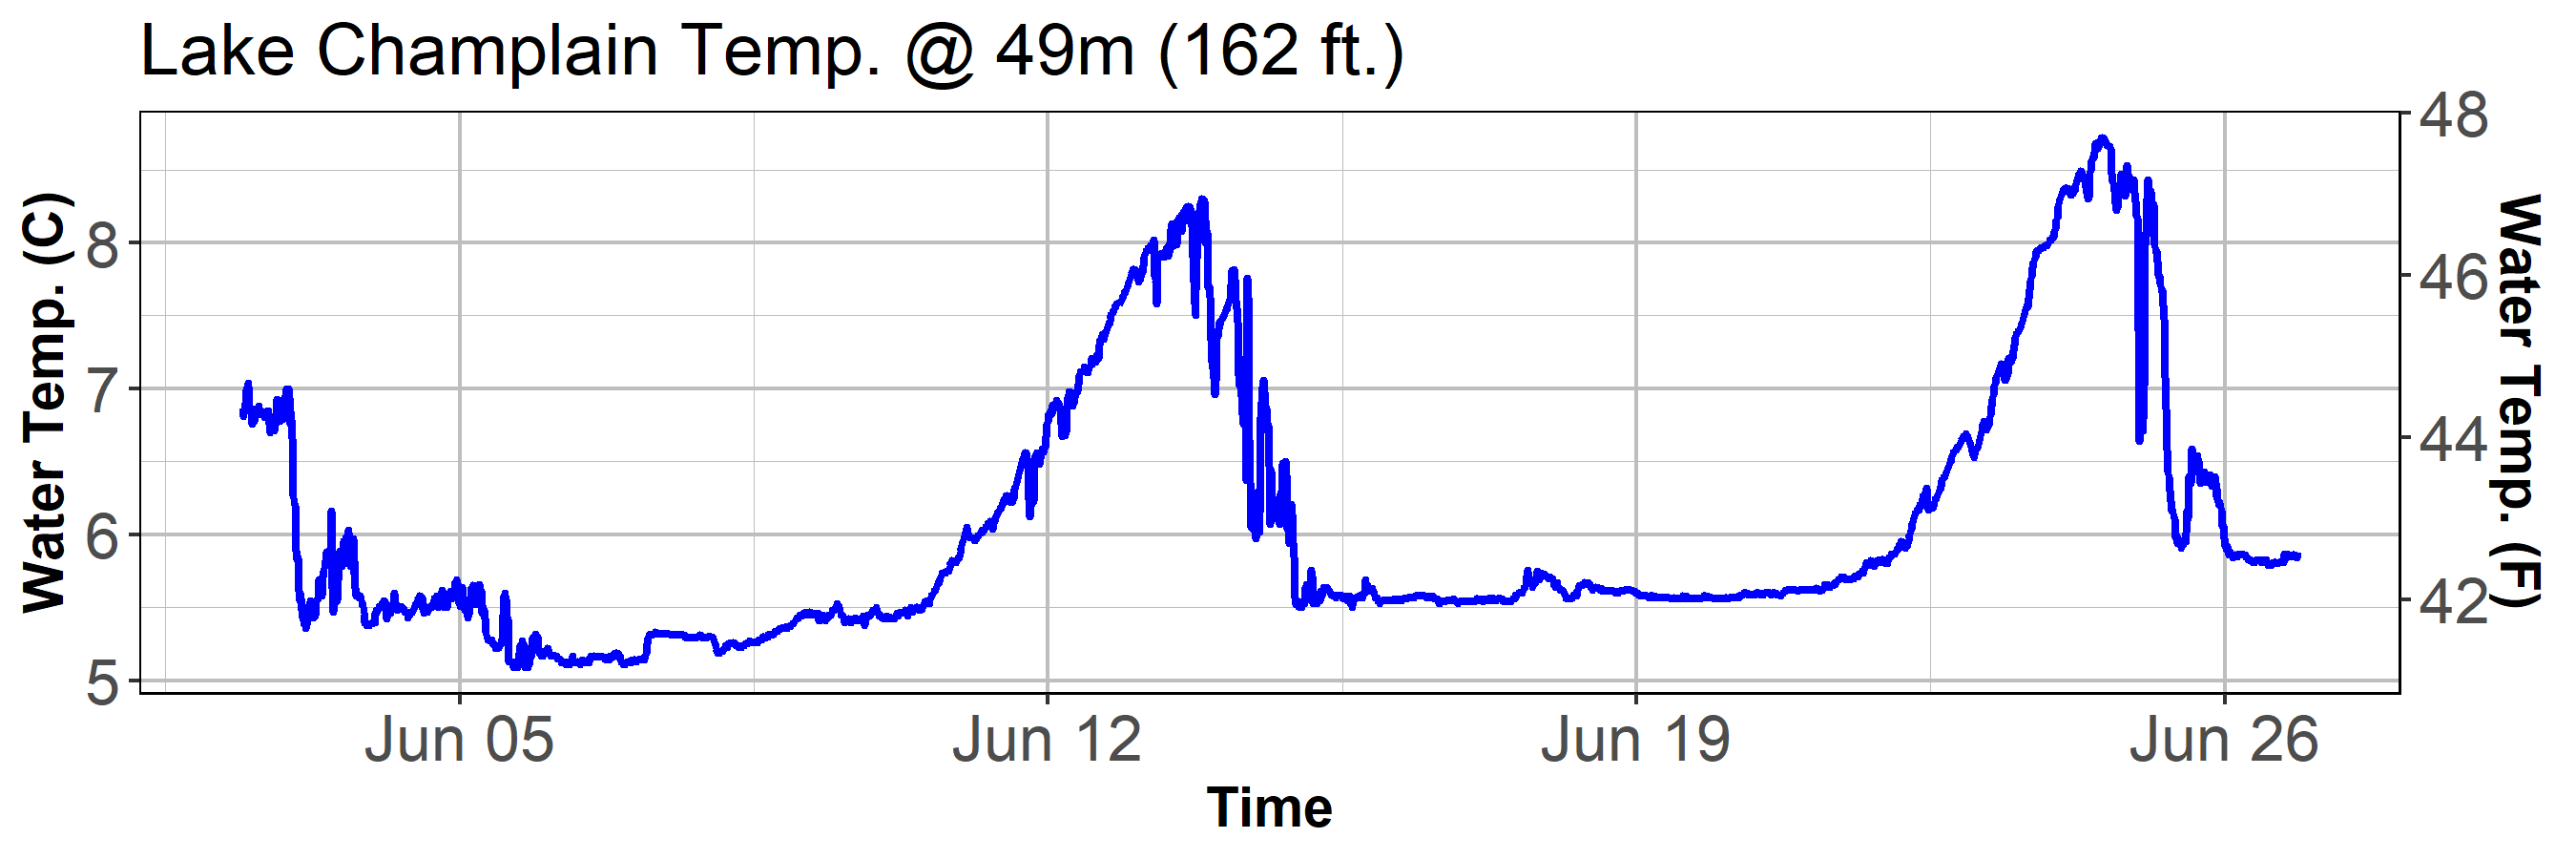 Lake Champlain Temp. @ 49m (162 ft.)
Water Temp. (C)
8
7
6
5
48
46
44
42
Water Temp. (F)
Jun 05 Jun 12 Jun 19 Jun 26
Time